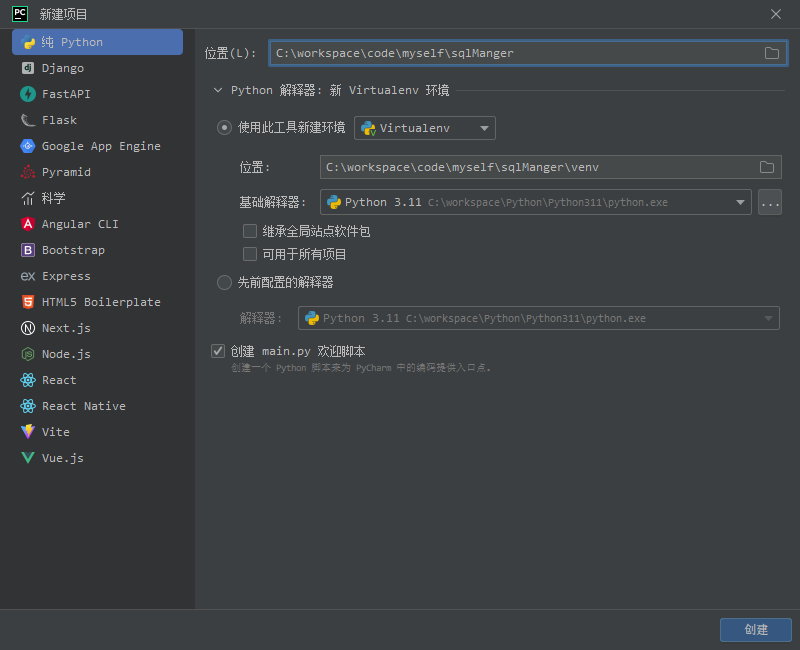 PC 新建项目
纯 Python
dj Django
FastAPI
Flask
Google App Engine
Pyramid
科学
A Angular CLI
B Bootstrap
ex Express
5 HTML5 Boilerplate
N Next.js
JS Node.js
React
React Native
Vite
Vue.js
位置(L): C:\workspace\code\myself\sqlManger
Python 解释器: 新 Virtualenv 环境
使用此工具新建环境 Virtualenv
位置: C:\workspace\code\myself\sqlManger\venv
基础解释器: Python 3.11 C:\workspace\Python\Python311\python.exe ...
继承全局站点软件包
可用于所有项目
先前配置的解释器
解释器: Python 3.11 C:\workspace\Python\Python311\python.exe
创建 main.py 欢迎脚本
创建一个 Python 脚本来为 PyCharm 中的编码提供入口点。
创建